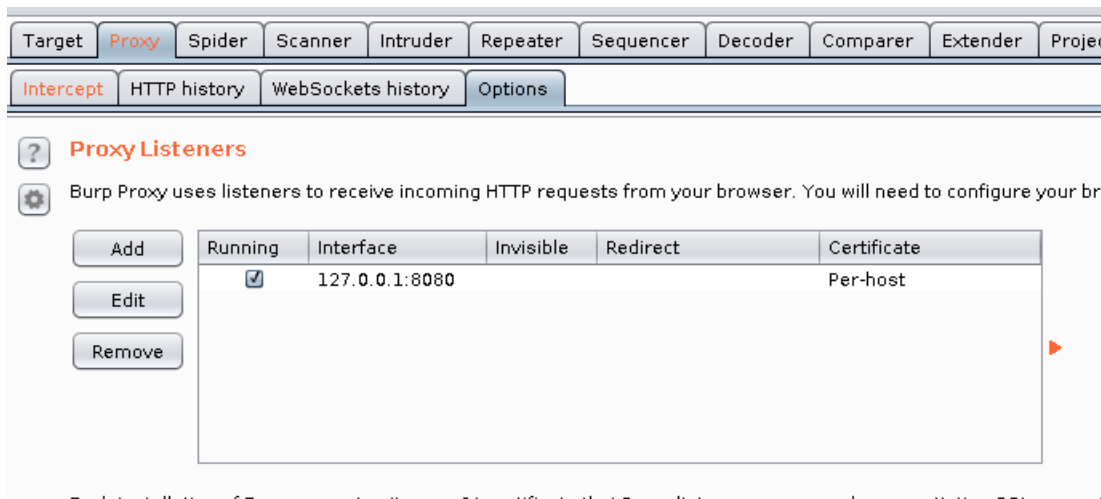 Target Proxy Spider Scanner Intruder Repeater Sequencer Decoder Comparer Extender Projec
Intercept HTTP history WebSockets history Options
? Proxy Listeners
Burp Proxy uses listeners to receive incoming HTTP requests from your browser. You will need to configure your br
Add Running Interface Invisible Redirect Certificate
127.0.0.1:8080 Per-host
Edit
Remove